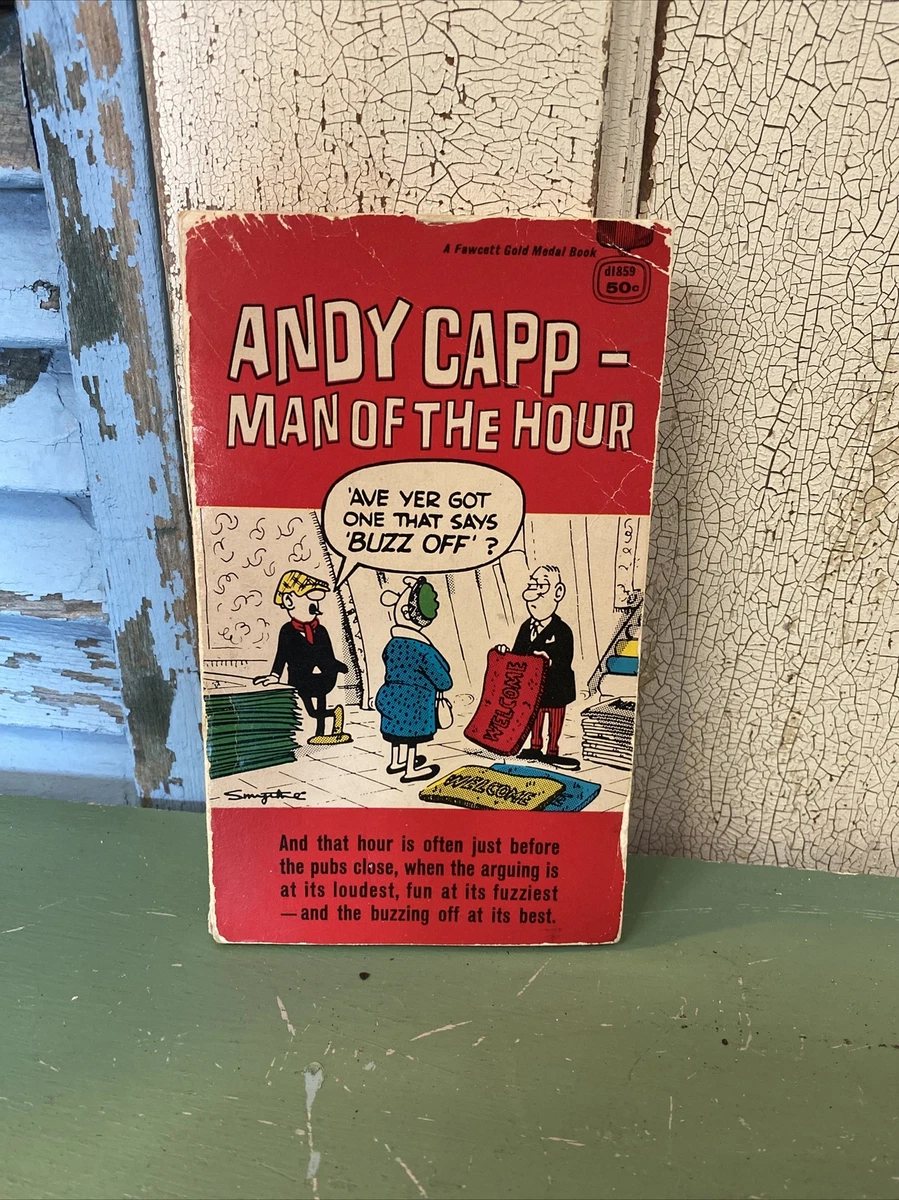 A Fawcett Gold Medal Book
d1859
50c
ANDY CAPP -
MAN OF THE HOUR
'AVE YER GOT
ONE THAT SAYS
'BUZZ OFF' ?
WELCOME
WELCOME
Smythe
And that hour is often just before
the pubs close, when the arguing is
at its loudest, fun at its fuzziest
—and the buzzing off at its best.